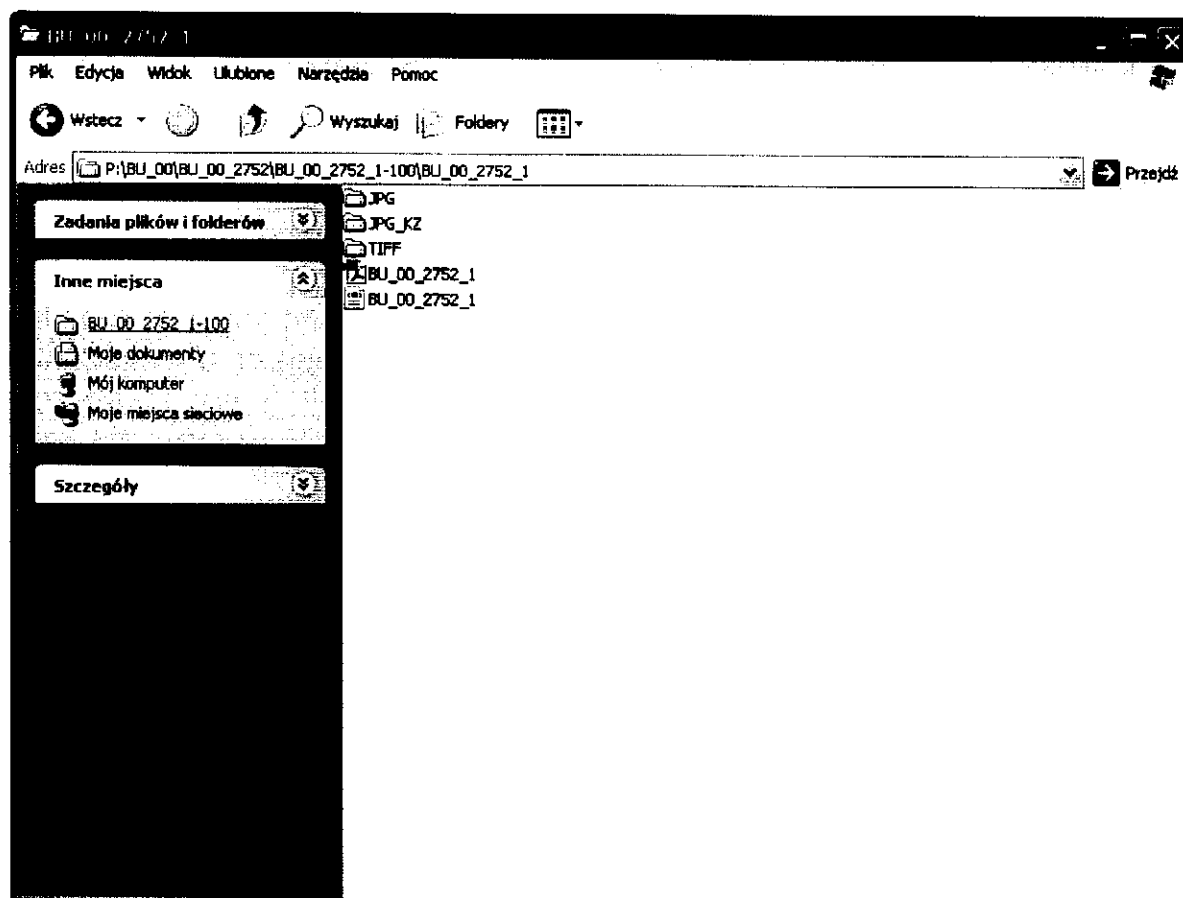 BU_00_2752_1
Plik Edycja Widok Ulubione Narzędzia Pomoc
Wstecz Wyszukaj Foldery
Adres P:\BU_00\BU_00_2752\BU_00_2752_1-100\BU_00_2752_1 Przejdź
Zadania plików i folderów
Inne miejsca
BU_00_2752_1-100
Moje dokumenty
Mój komputer
Moje miejsca sieciowe
Szczegóły
JPG
JPG_KZ
TIFF
BU_00_2752_1
BU_00_2752_1